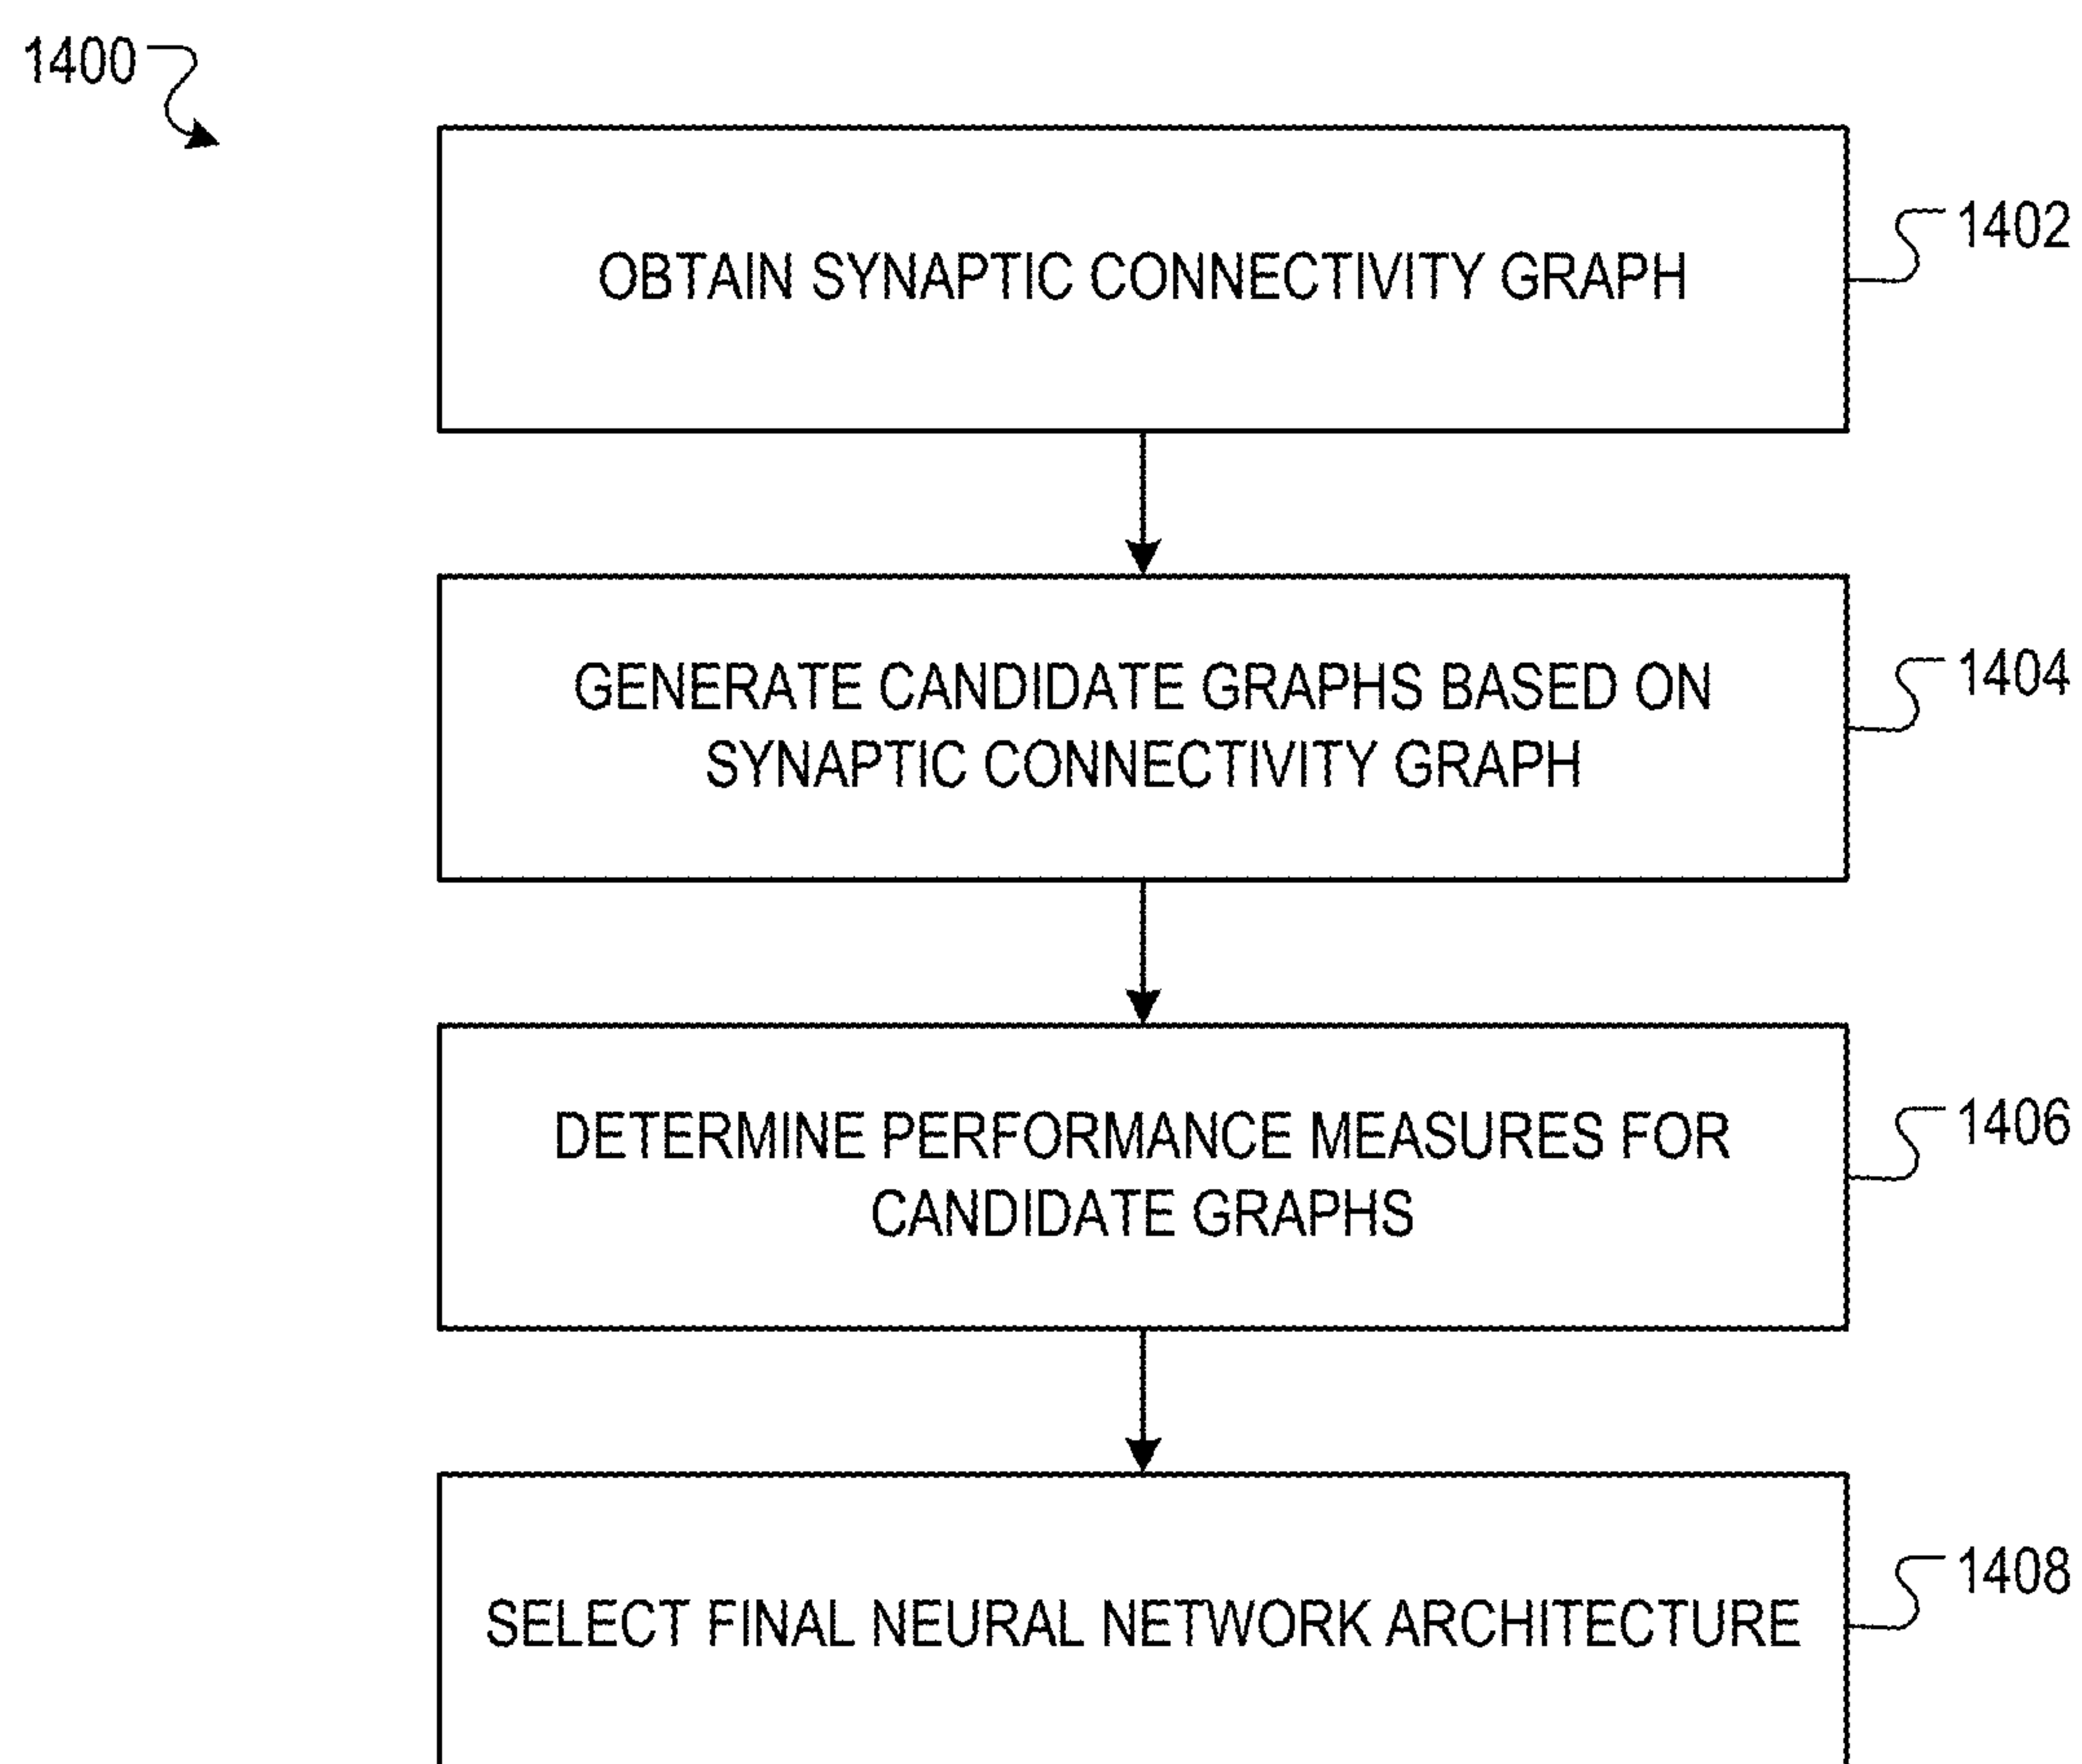 1400
OBTAIN SYNAPTIC CONNECTIVITY GRAPH
1402
GENERATE CANDIDATE GRAPHS BASED ON
SYNAPTIC CONNECTIVITY GRAPH
1404
DETERMINE PERFORMANCE MEASURES FOR
CANDIDATE GRAPHS
1406
SELECT FINAL NEURAL NETWORK ARCHITECTURE
1408